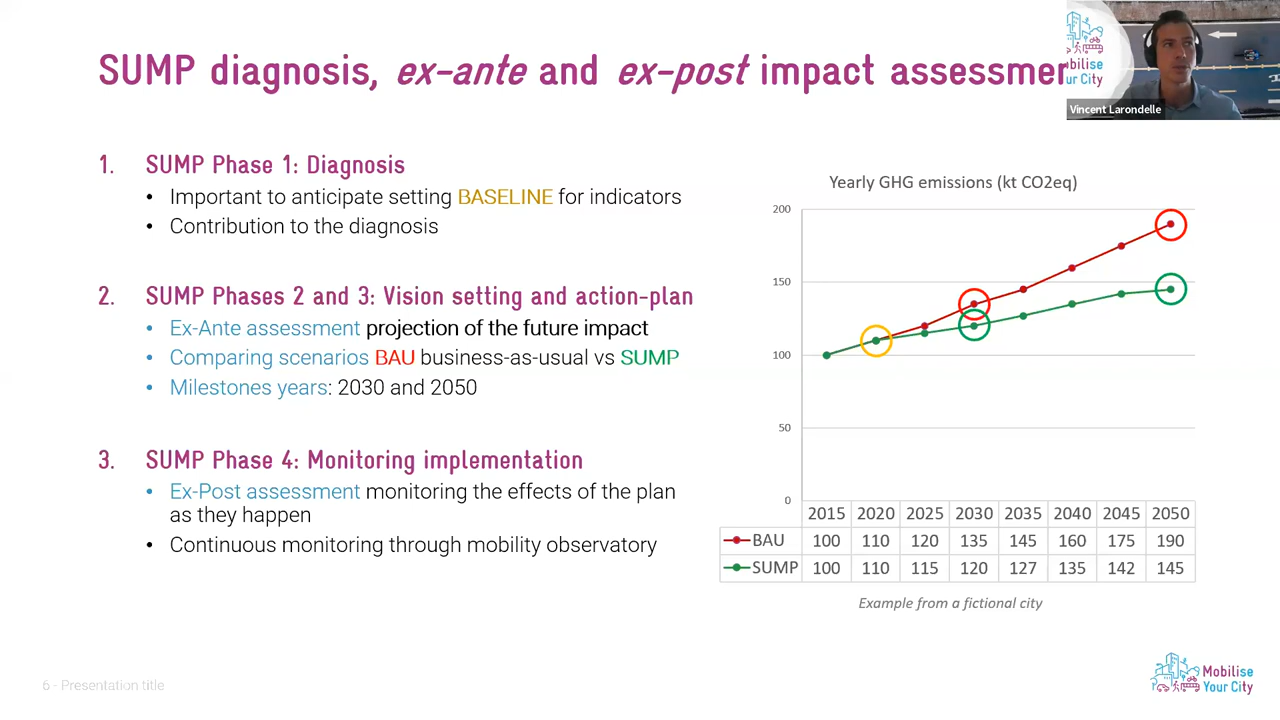 SUMP diagnosis, ex-ante and ex-post impact assessmen
Mobilise
Your City
Vincent Larondelle
1. SUMP Phase 1: Diagnosis
• Important to anticipate setting BASELINE for indicators
• Contribution to the diagnosis
2. SUMP Phases 2 and 3: Vision setting and action-plan
• Ex-Ante assessment projection of the future impact
• Comparing scenarios BAU business-as-usual vs SUMP
• Milestones years: 2030 and 2050
3. SUMP Phase 4: Monitoring implementation
• Ex-Post assessment monitoring the effects of the plan
as they happen
• Continuous monitoring through mobility observatory
Yearly GHG emissions (kt CO2eq)
200
150
100
50
0
2015 2020 2025 2030 2035 2040 2045 2050
BAU 100 110 120 135 145 160 175 190
SUMP 100 110 115 120 127 135 142 145
Example from a fictional city
6 - Presentation title
Mobilise
Your City